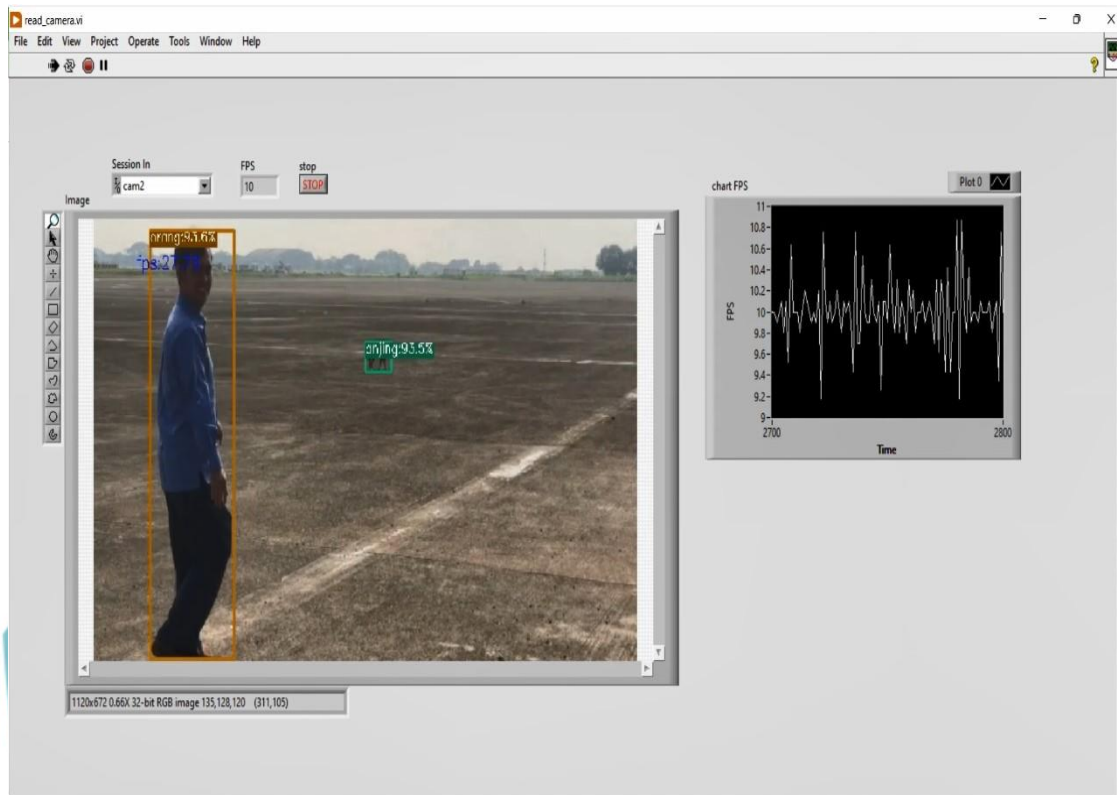 read_camera.vi
File Edit View Project Operate Tools Window Help
Session In
cam2
FPS
10
stop
STOP
Image
orang:93.6%
anjing:93.5%
1120x672 0.66X 32-bit RGB image 135,128,120 (311,105)
chart FPS
Plot 0
11
10.8
10.6
10.4
10.2
10
9.8
9.6
9.4
9.2
9
FPS
2700
2800
Time